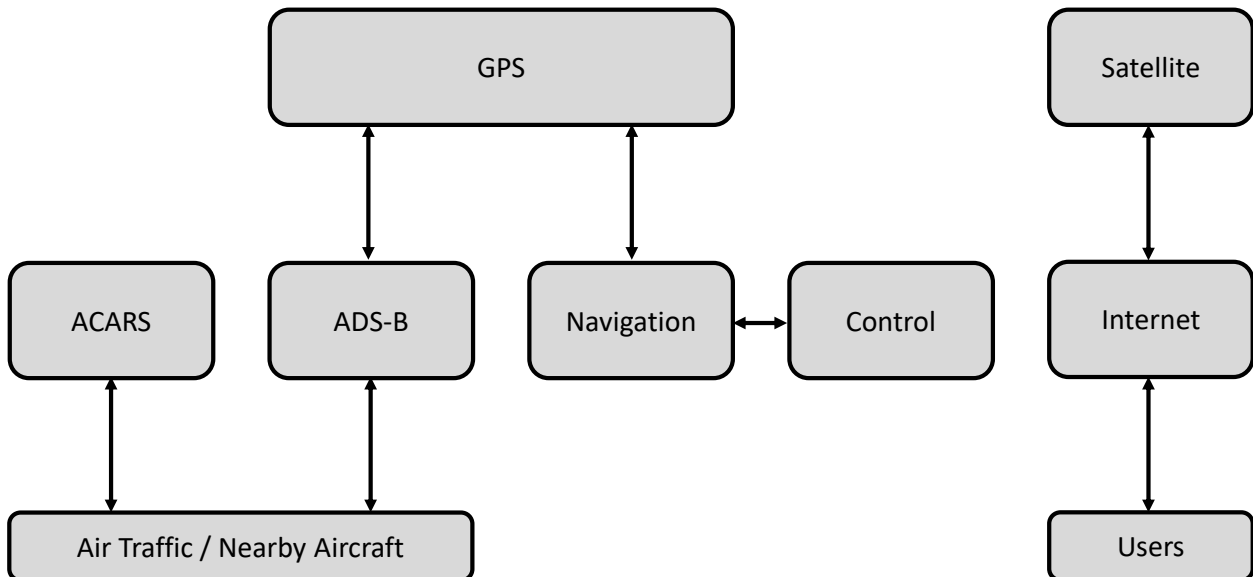 GPS
Satellite
ACARS
ADS-B
Navigation
Control
Internet
Air Traffic / Nearby Aircraft
Users